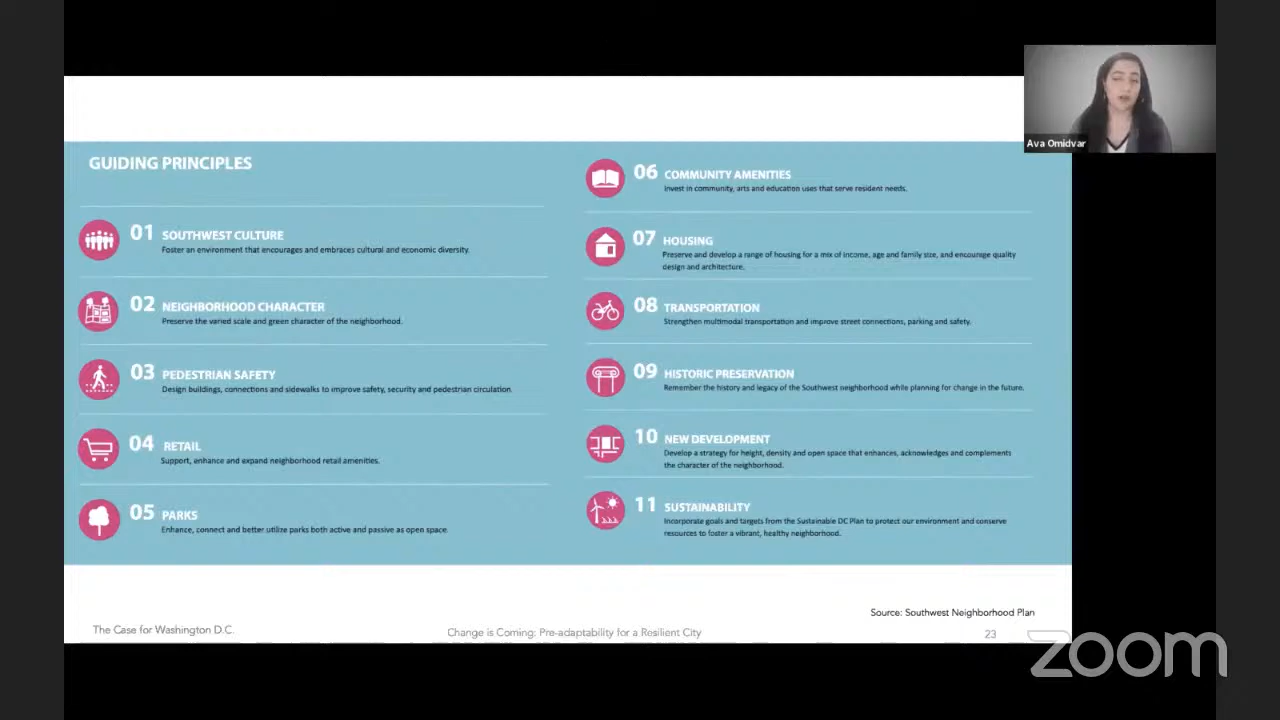 GUIDING PRINCIPLES
01 SOUTHWEST CULTURE
Foster an environment that encourages and embraces cultural and economic diversity.
02 NEIGHBORHOOD CHARACTER
Preserve the varied scale and green character of the neighborhood.
03 PEDESTRIAN SAFETY
Design buildings, connections and sidewalks to improve safety, security and pedestrian circulation.
04 RETAIL
Support, enhance and expand neighborhood retail amenities.
05 PARKS
Enhance, connect and better utilize parks both active and passive as open space.
06 COMMUNITY AMENITIES
Invest in community, arts and education uses that serve resident needs.
07 HOUSING
Preserve and develop a range of housing for a mix of income, age and family size, and encourage quality
design and architecture.
08 TRANSPORTATION
Strengthen multimodal transportation and improve street connections, parking and safety.
09 HISTORIC PRESERVATION
Remember the history and legacy of the Southwest neighborhood while planning for change in the future.
10 NEW DEVELOPMENT
Develop a strategy for height, density and open space that enhances, acknowledges and complements
the character of the neighborhood.
11 SUSTAINABILITY
Incorporate goals and targets from the Sustainable DC Plan to protect our environment and conserve
resources to foster a vibrant, healthy neighborhood.
Source: Southwest Neighborhood Plan
The Case for Washington D.C.
Change is Coming: Pre-adaptability for a Resilient City
23
Ava Omidvar
zoom